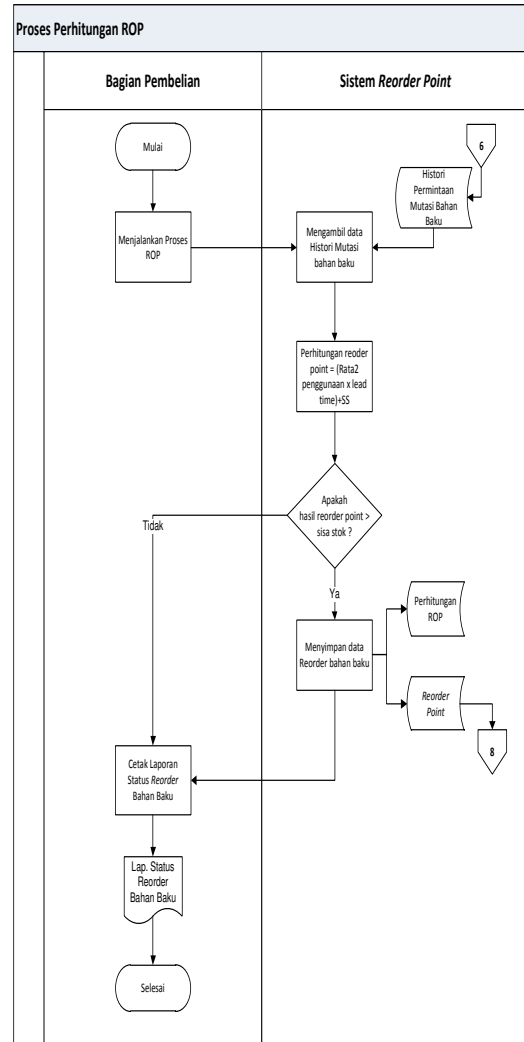 Proses Perhitungan ROP
Bagian Pembelian
Sistem Reorder Point
Mulai
6
Histori
Permintaan
Mutasi Bahan
Baku
Menjalankan Proses
ROP
Mengambil data
Histori Mutasi
bahan baku
Perhitungan reoder
point = (Rata2
penggunaan x lead
time)+SS
Apakah
hasil reorder point >
sisa stok ?
Tidak
Ya
Perhitungan
ROP
Menyimpan data
Reorder bahan baku
Reorder
Point
8
Cetak Laporan
Status Reorder
Bahan Baku
Lap. Status
Reorder
Bahan Baku
Selesai